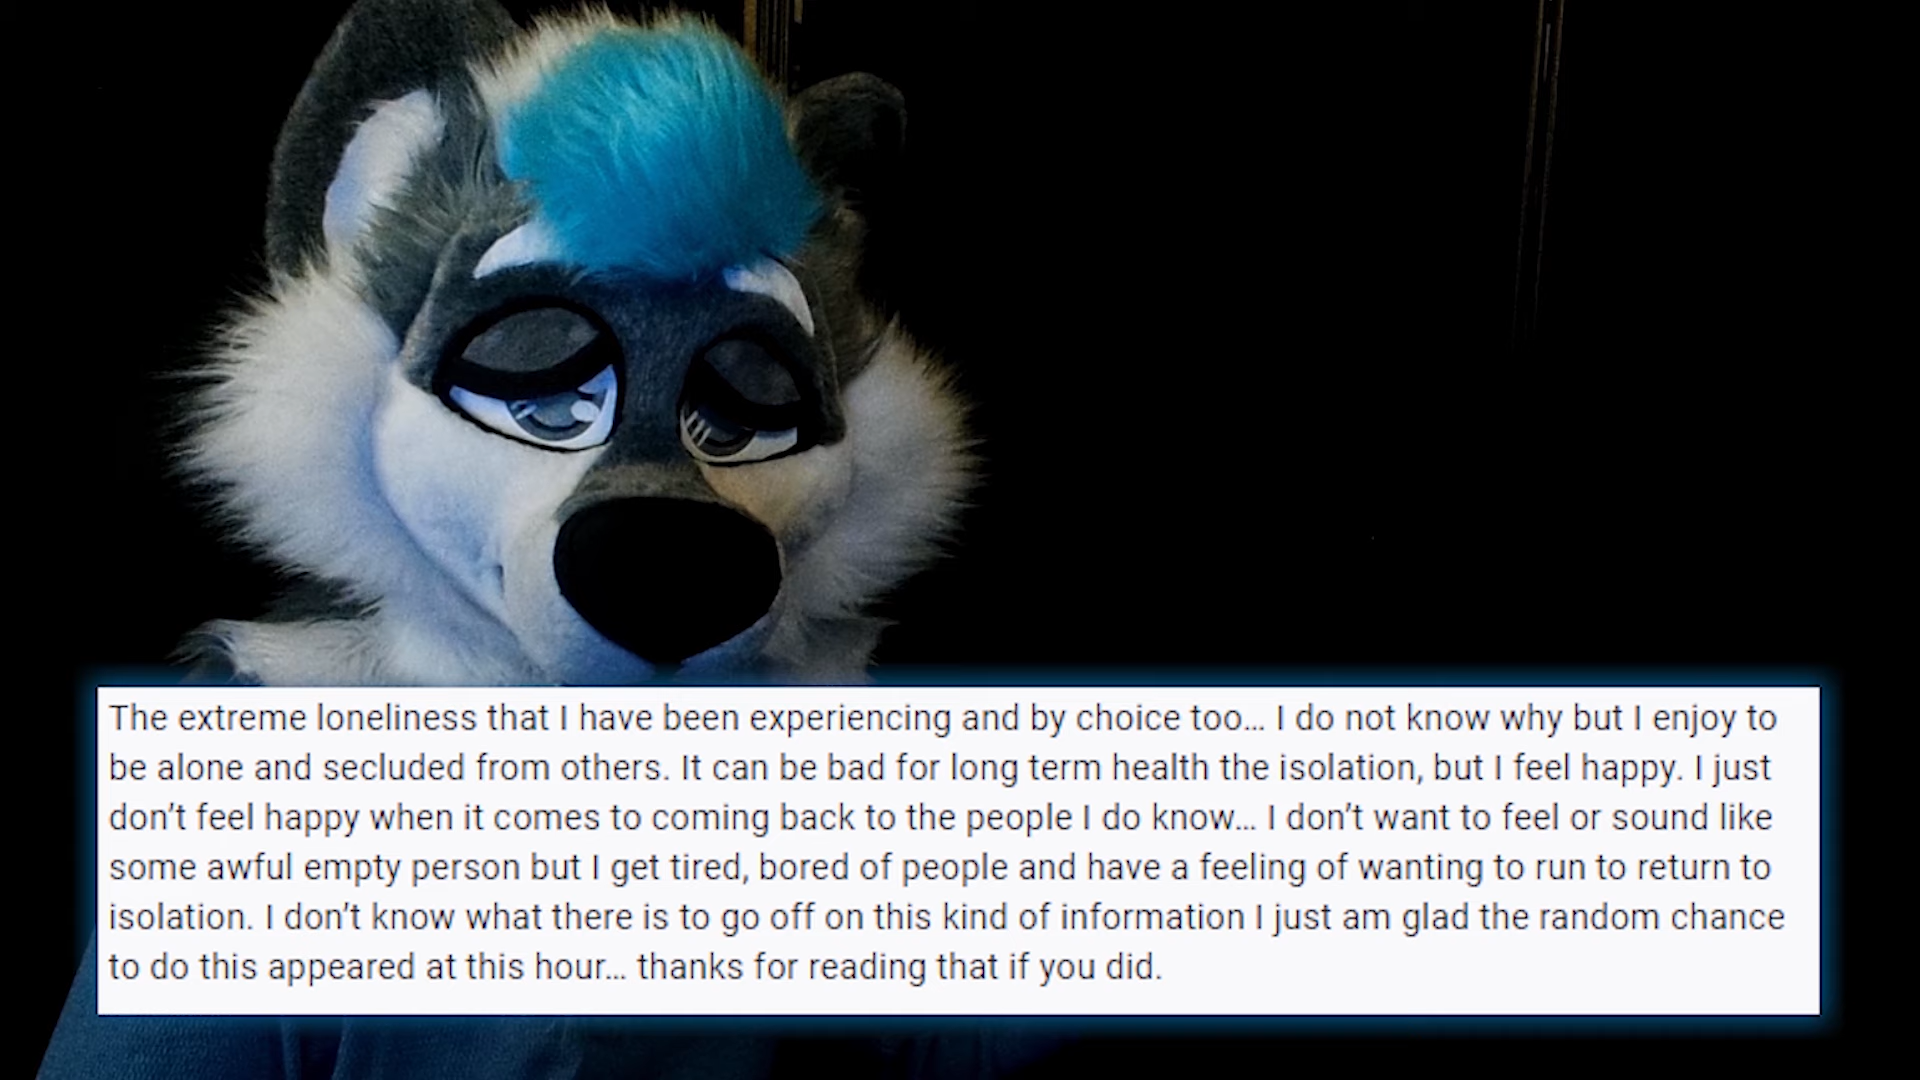 The extreme loneliness that I have been experiencing and by choice too... I do not know why but I enjoy to
be alone and secluded from others. It can be bad for long term health the isolation, but I feel happy. I just
don't feel happy when it comes to coming back to the people I do know... I don't want to feel or sound like
some awful empty person but I get tired, bored of people and have a feeling of wanting to run to return to
isolation. I don't know what there is to go off on this kind of information I just am glad the random chance
to do this appeared at this hour... thanks for reading that if you did.